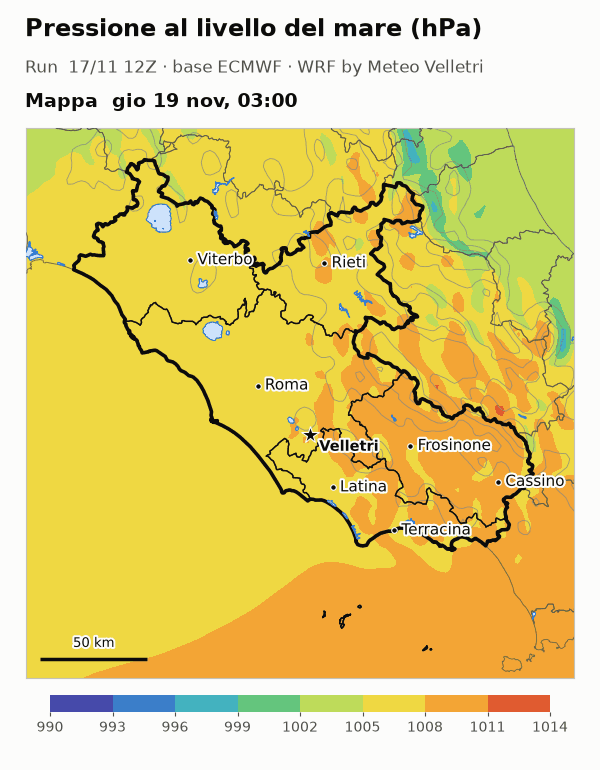 Pressione al livello del mare (hPa)
Run  17/11 12Z · base ECMWF · WRF by Meteo Velletri
Mappa  gio 19 nov, 03:00
Viterbo
Rieti
Roma
Velletri
Frosinone
Latina
Cassino
Terracina
50 km
990 993 996 999 1002 1005 1008 1011 1014